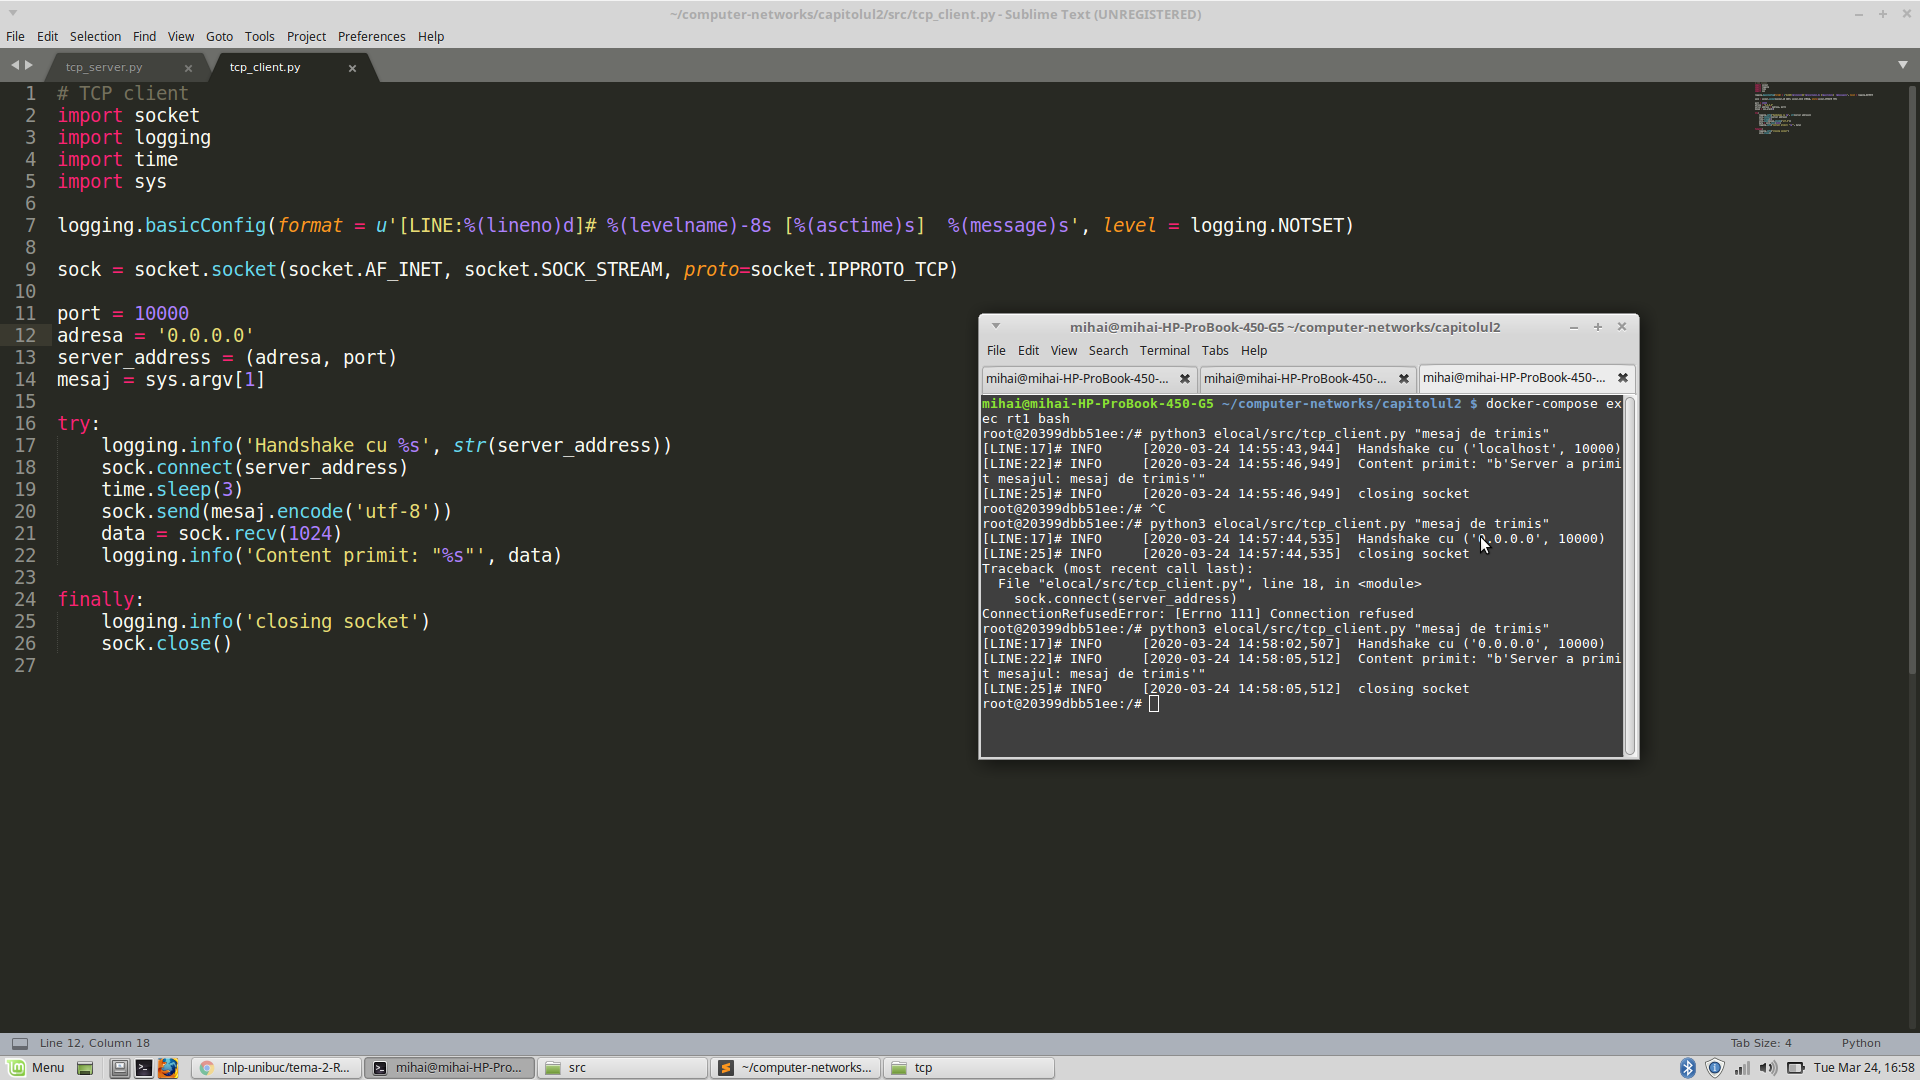 ~/computer-networks/capitolul2/src/tcp_client.py - Sublime Text (UNREGISTERED)
File Edit Selection Find View Goto Tools Project Preferences Help
tcp_server.py
tcp_client.py
1 # TCP client
2 import socket
3 import logging
4 import time
5 import sys
6
7 logging.basicConfig(format = u'[LINE:%(lineno)d]# %(levelname)-8s [%(asctime)s]  %(message)s', level = logging.NOTSET)
8
9 sock = socket.socket(socket.AF_INET, socket.SOCK_STREAM, proto=socket.IPPROTO_TCP)
10
11 port = 10000
12 adresa = '0.0.0.0'
13 server_address = (adresa, port)
14 mesaj = sys.argv[1]
15
16 try:
17     logging.info('Handshake cu %s', str(server_address))
18     sock.connect(server_address)
19     time.sleep(3)
20     sock.send(mesaj.encode('utf-8'))
21     data = sock.recv(1024)
22     logging.info('Content primit: "%s"', data)
23
24 finally:
25     logging.info('closing socket')
26     sock.close()
27
mihai@mihai-HP-ProBook-450-G5 ~/computer-networks/capitolul2
File Edit View Search Terminal Tabs Help
mihai@mihai-HP-ProBook-450-...
mihai@mihai-HP-ProBook-450-...
mihai@mihai-HP-ProBook-450-...
mihai@mihai-HP-ProBook-450-G5 ~/computer-networks/capitolul2 $ docker-compose ex
ec rt1 bash
root@20399dbb51ee:/# python3 elocal/src/tcp_client.py "mesaj de trimis"
[LINE:17]# INFO     [2020-03-24 14:55:43,944]  Handshake cu ('localhost', 10000)
[LINE:22]# INFO     [2020-03-24 14:55:46,949]  Content primit: "b'Server a primi
t mesajul: mesaj de trimis'"
[LINE:25]# INFO     [2020-03-24 14:55:46,949]  closing socket
root@20399dbb51ee:/# ^C
root@20399dbb51ee:/# python3 elocal/src/tcp_client.py "mesaj de trimis"
[LINE:17]# INFO     [2020-03-24 14:57:44,535]  Handshake cu ('0.0.0.0', 10000)
[LINE:25]# INFO     [2020-03-24 14:57:44,535]  closing socket
Traceback (most recent call last):
  File "elocal/src/tcp_client.py", line 18, in <module>
    sock.connect(server_address)
ConnectionRefusedError: [Errno 111] Connection refused
root@20399dbb51ee:/# python3 elocal/src/tcp_client.py "mesaj de trimis"
[LINE:17]# INFO     [2020-03-24 14:58:02,507]  Handshake cu ('0.0.0.0', 10000)
[LINE:22]# INFO     [2020-03-24 14:58:05,512]  Content primit: "b'Server a primi
t mesajul: mesaj de trimis'"
[LINE:25]# INFO     [2020-03-24 14:58:05,512]  closing socket
root@20399dbb51ee:/#
Line 12, Column 18
Tab Size: 4
Python
Menu
[nlp-unibuc/tema-2-R...
mihai@mihai-HP-Pro...
src
~/computer-networks...
tcp
Tue Mar 24, 16:58